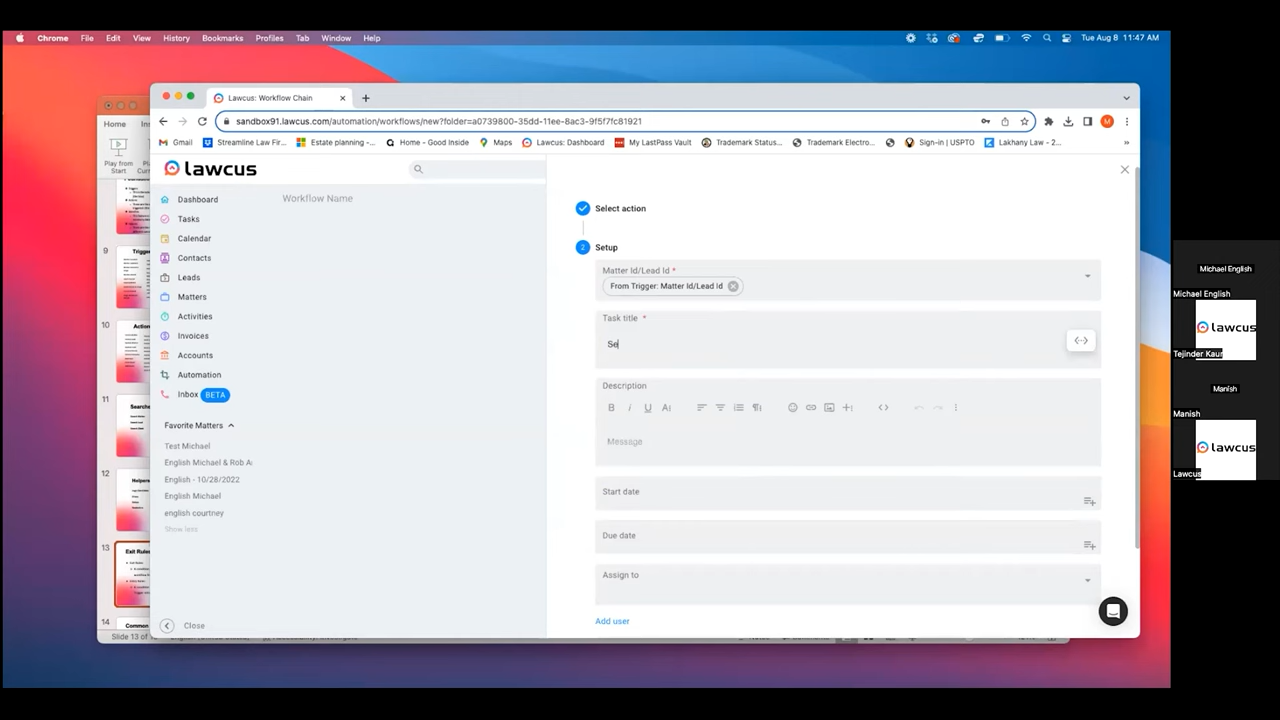 Chrome File Edit View History Bookmarks Profiles Tab Window Help
Tue Aug 8 11:47 AM
Lawcus: Workflow Chain
sandbox91.lawcus.com/automation/workflows/new?folder=a0739800-35dd-11ee-8ac3-9f5f7fc81921
M
Gmail Streamline Law Fir... Estate planning -... Home - Good Inside Maps Lawcus: Dashboard My LastPass Vault Trademark Status... Trademark Electro... Sign-in | USPTO Lakhany Law - 2...
Home
Play from
Start
9
10
11
12
13
Exit Rules
14
Common
Slide 13 of
lawcus
Dashboard
Tasks
Calendar
Contacts
Leads
Matters
Activities
Invoices
Accounts
Automation
Inbox BETA
Favorite Matters
Test Michael
English Michael & Rob A
English - 10/28/2022
English Michael
english courtney
Show less
Close
Workflow Name
Select action
2 Setup
Matter Id/Lead Id *
From Trigger: Matter Id/Lead Id
Task title *
Se
Description
B i U
Message
Start date
Due date
Assign to
Add user
Michael English
Michael English
lawcus
Tejinder Kaur
Manish
Manish
lawcus
Lawcus